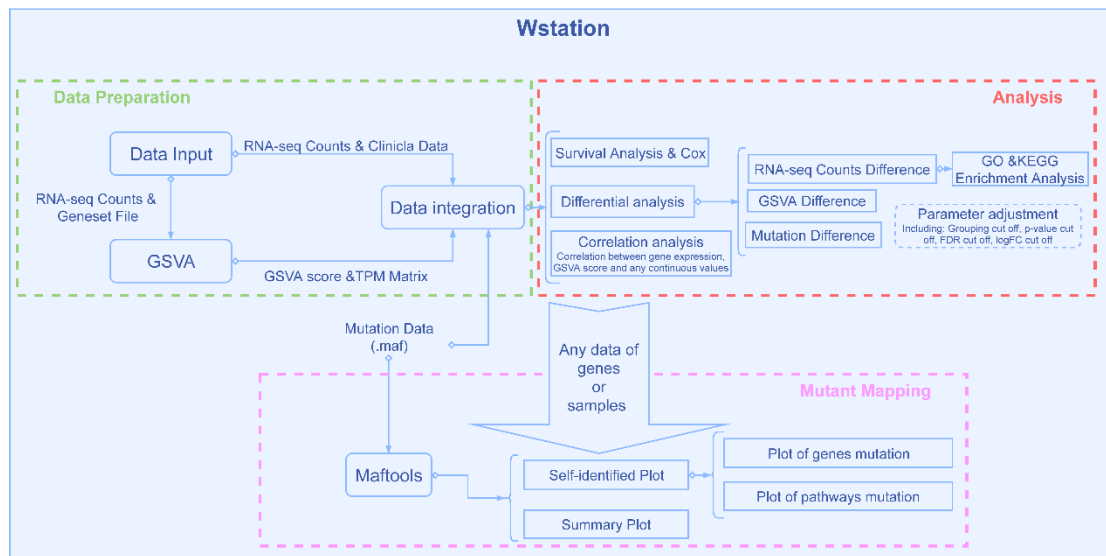 Wstation
Data Preparation
Analysis
Data Input
RNA-seq Counts & Clinicla Data
RNA-seq Counts &
Geneset File
Data integration
GSVA
GSVA score &TPM Matrix
Survival Analysis & Cox
Differential analysis
Correlation analysis
Correlation between gene expression,
GSVA score and any continuous values
RNA-seq Counts Difference
GO &KEGG
Enrichment Analysis
GSVA Difference
Mutation Difference
Parameter adjustment
Including: Grouping cut off, p-value cut
off, FDR cut off, logFC cut off
Mutation Data
(.maf)
Any data of
genes
or
samples
Mutant Mapping
Maftools
Self-identified Plot
Summary Plot
Plot of genes mutation
Plot of pathways mutation